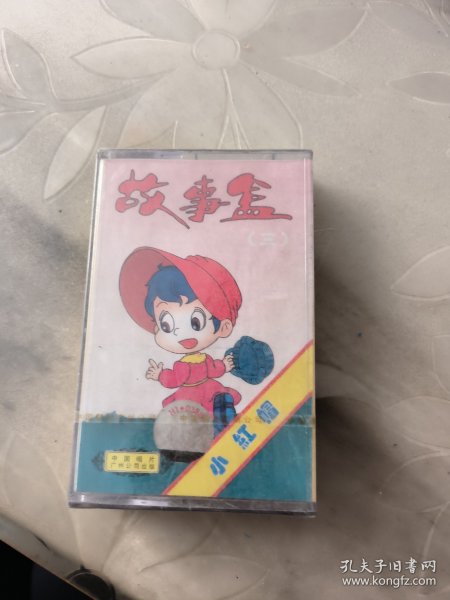 故事盒
（三）
小红帽
中国唱片
广州公司出版
孔夫子旧书网
www.kongfz.com